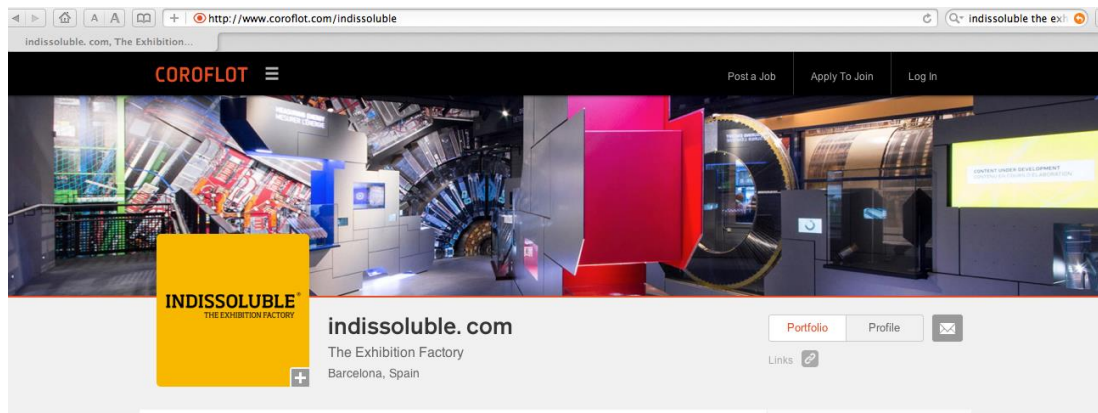 http://www.coroflot.com/indissoluble
indissoluble the exh
indissoluble. com, The Exhibition...
COROFLOT
Post a Job
Apply To Join
Log In
CONTENT UNDER DEVELOPMENT
INDISSOLUBLE®
THE EXHIBITION FACTORY
indissoluble. com
The Exhibition Factory
Barcelona, Spain
Portfolio
Profile
Links